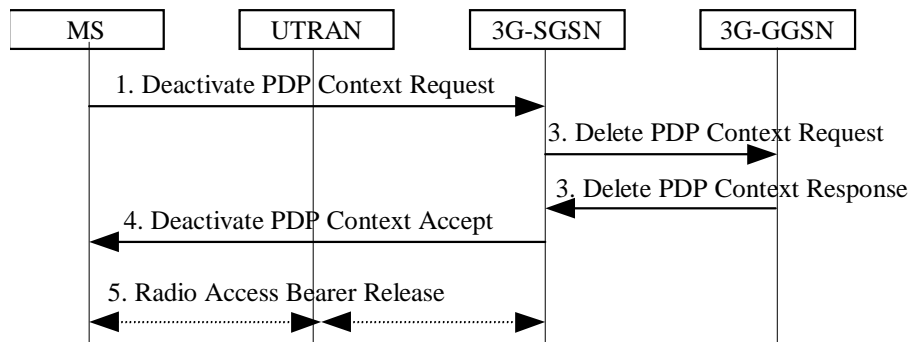 MS
UTRAN
3G-SGSN
3G-GGSN
1. Deactivate PDP Context Request
3. Delete PDP Context Request
3. Delete PDP Context Response
4. Deactivate PDP Context Accept
5. Radio Access Bearer Release